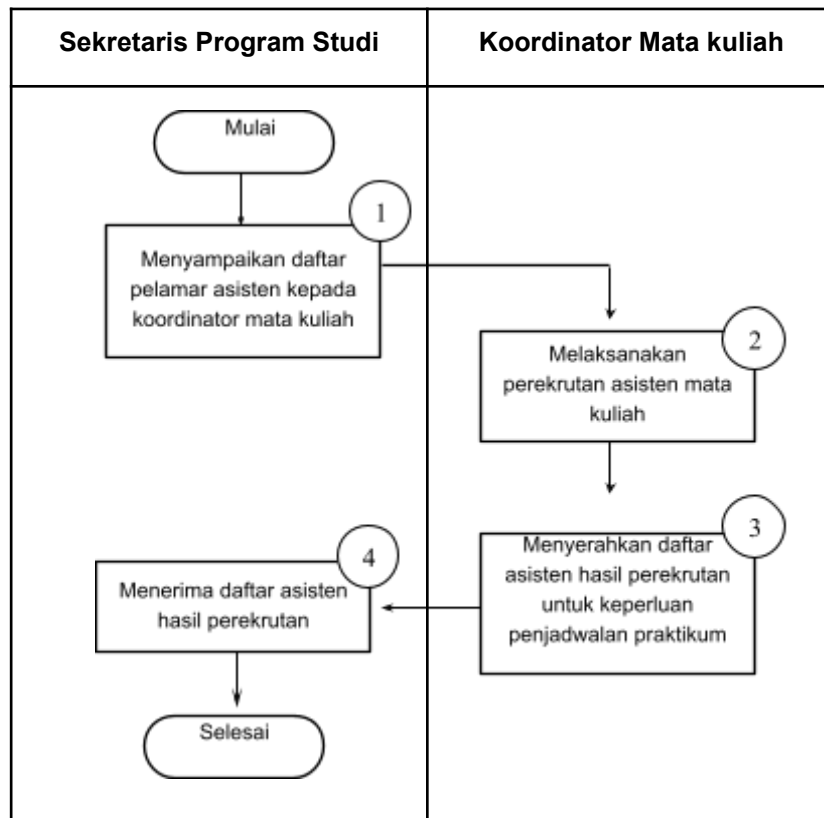 Sekretaris Program Studi
Koordinator Mata kuliah
Mulai
1
Menyampaikan daftar
pelamar asisten kepada
koordinator mata kuliah
2
Melaksanakan
perekrutan asisten mata
kuliah
3
Menyerahkan daftar
asisten hasil perekrutan
untuk keperluan
penjadwalan praktikum
4
Menerima daftar asisten
hasil perekrutan
Selesai